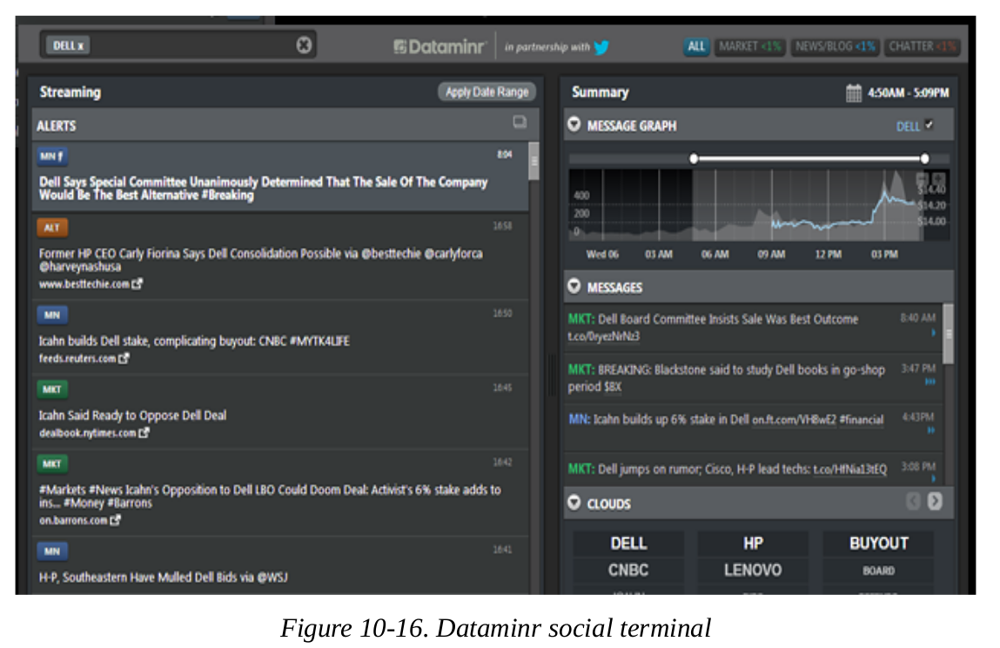 DELL x
Dataminr
in partnership with
ALL
MARKET <1%
NEWS/BLOG <1%
CHATTER <1%
Streaming
Apply Date Range
ALERTS
MN
8:04
Dell Says Special Committee Unanimously Determined That The Sale Of The Company
Would Be The Best Alternative #Breaking
ALT
16:58
Former HP CEO Carly Fiorina Says Dell Consolidation Possible via @besttechie @carlyforca
@harveynashusa
www.besttechie.com
MN
16:50
Icahn builds Dell stake, complicating buyout: CNBC #MYTK4LIFE
feeds.reuters.com
MKT
16:45
Icahn Said Ready to Oppose Dell Deal
dealbook.nytimes.com
MKT
16:42
#Markets #News Icahn's Opposition to Dell LBO Could Doom Deal: Activist's 6% stake adds to
ins... #Money #Barrons
on.barrons.com
MN
16:41
H-P, Southeastern Have Mulled Dell Bids via @WSJ
Summary
4:50AM - 5:09PM
MESSAGE GRAPH
DELL
400
200
0
$14.40
$14.20
$14.00
Wed 06 03 AM 06 AM 09 AM 12 PM 03 PM
MESSAGES
MKT: Dell Board Committee Insists Sale Was Best Outcome
8:40 AM
t.co/0ryezNrNz3
MKT: BREAKING: Blackstone said to study Dell books in go-shop
3:47 PM
period $BX
MN: Icahn builds up 6% stake in Dell on.ft.com/VHBwE2 #financial
4:43PM
MKT: Dell jumps on rumor; Cisco, H-P lead techs: t.co/HfNia13tEQ
3:08 PM
CLOUDS
DELL HP BUYOUT
CNBC LENOVO BOARD
Figure 10-16. Dataminr social terminal